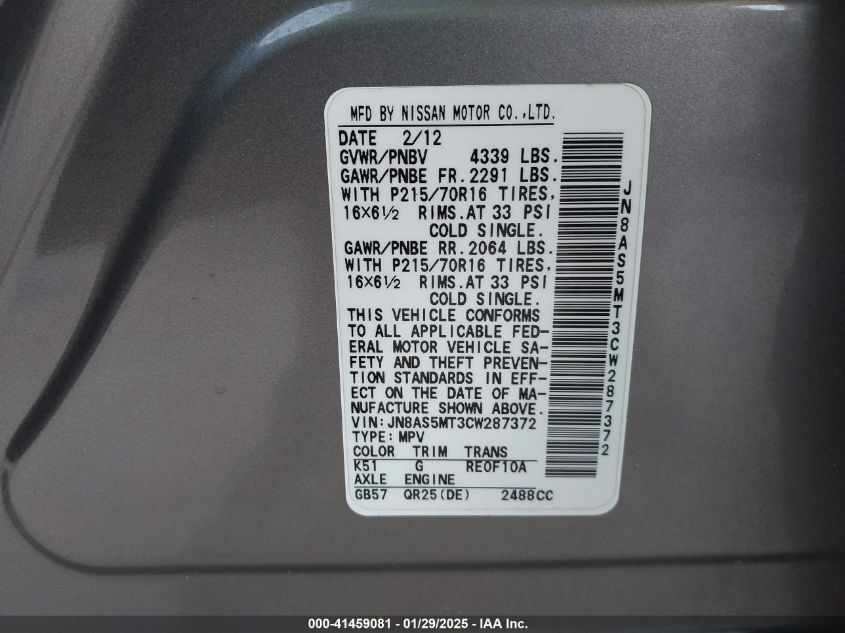 MFD BY NISSAN MOTOR CO.,LTD.
DATE 2/12
GVWR/PNBV 4339 LBS.
GAWR/PNBE FR.2291 LBS.
WITH P215/70R16 TIRES,
16×6½ RIMS.AT 33 PSI
COLD SINGLE.
GAWR/PNBE RR.2064 LBS.
WITH P215/70R16 TIRES,
16×6½ RIMS.AT 33 PSI
COLD SINGLE.
THIS VEHICLE CONFORMS
TO ALL APPLICABLE FED-
ERAL MOTOR VEHICLE SA-
FETY AND THEFT PREVEN-
TION STANDARDS IN EFF-
ECT ON THE DATE OF MA-
NUFACTURE SHOWN ABOVE.
VIN:JN8AS5MT3CW287372
TYPE:MPV
COLOR TRIM TRANS
K51 G RE0F10A
AXLE ENGINE
GB57 QR25(DE) 2488CC
JN8AS5MT3CW287372
000-41459081 - 01/29/2025 - IAA Inc.